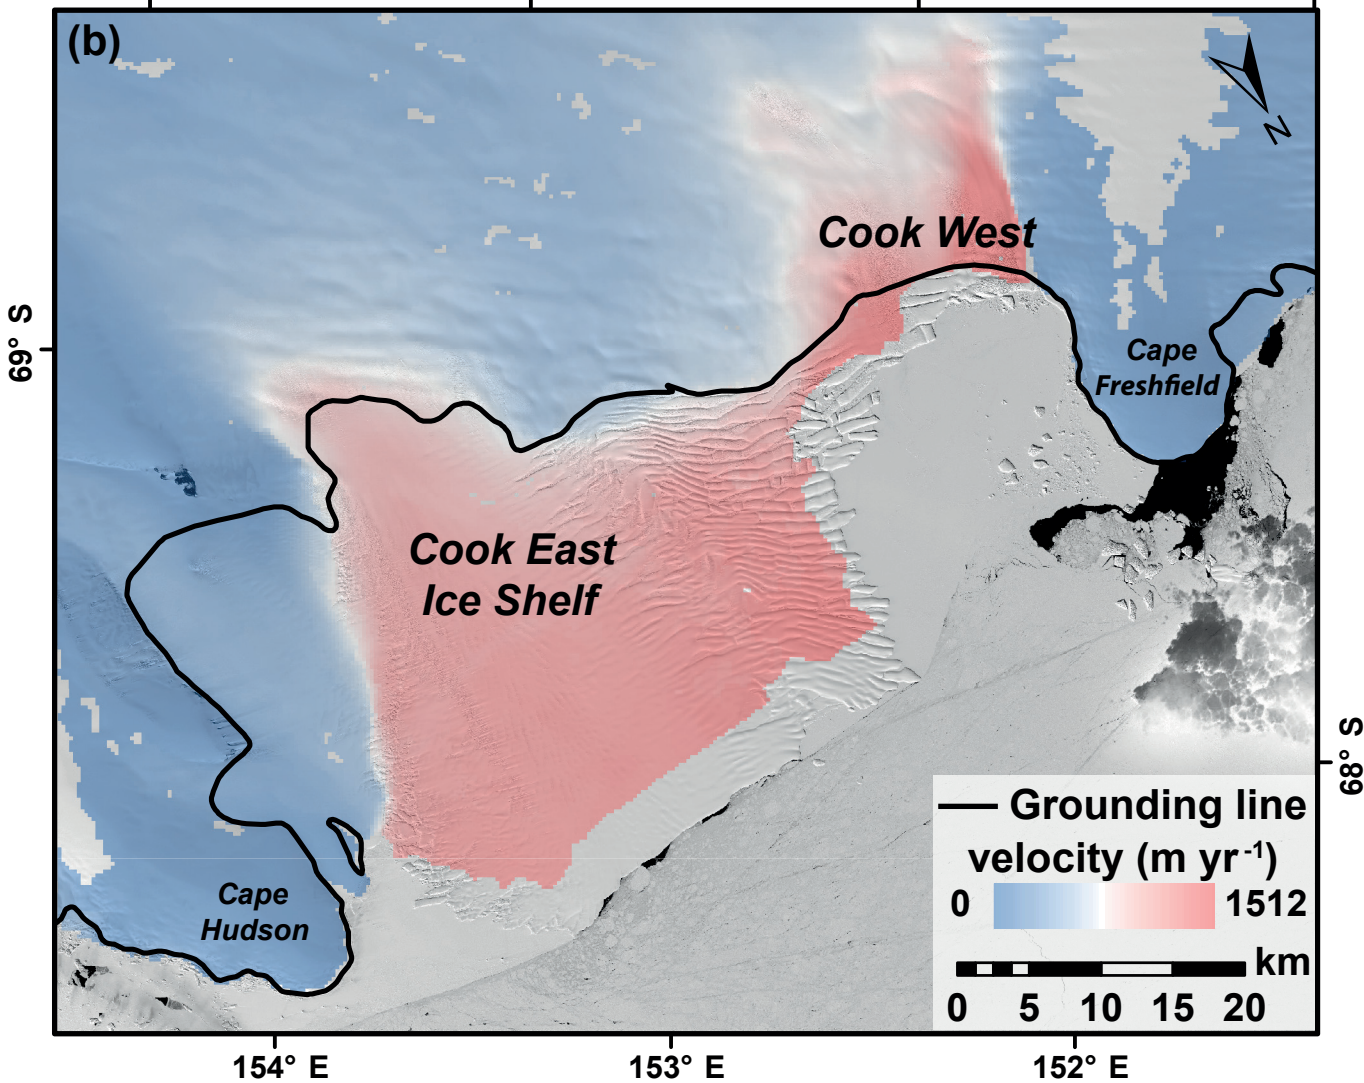 (b)
N
Cook West
69° S
Cape
Freshfield
Cook East
Ice Shelf
68° S
Grounding line
velocity (m yr⁻¹)
0 1512
Cape
Hudson
km
0 5 10 15 20
154° E 153° E 152° E